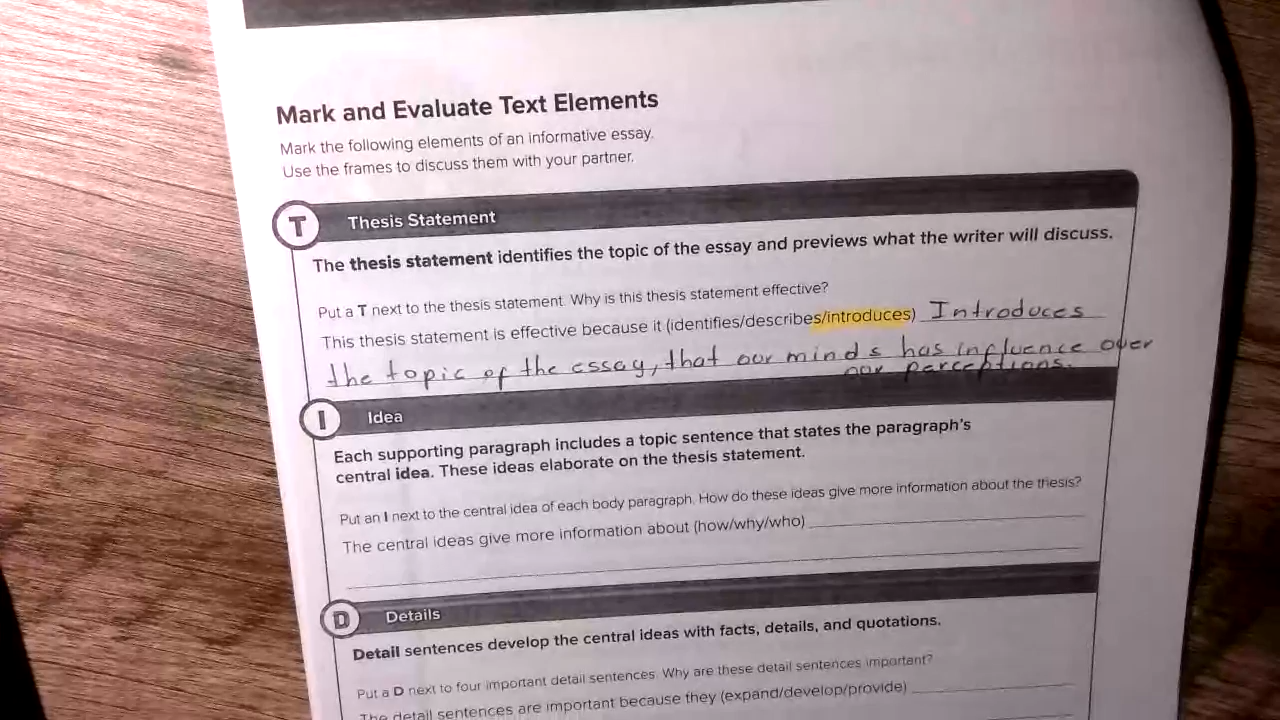 Mark and Evaluate Text Elements
Mark the following elements of an informative essay.
Use the frames to discuss them with your partner.
T Thesis Statement
The thesis statement identifies the topic of the essay and previews what the writer will discuss.
Put a T next to the thesis statement. Why is this thesis statement effective?
This thesis statement is effective because it (identifies/describes/introduces) Introduces
the topic of the essay, that our minds has influence over
our perceptions.
I Idea
Each supporting paragraph includes a topic sentence that states the paragraph's
central idea. These ideas elaborate on the thesis statement.
Put an I next to the central idea of each body paragraph. How do these ideas give more information about the thesis?
The central ideas give more information about (how/why/who)
D Details
Detail sentences develop the central ideas with facts, details, and quotations.
Put a D next to four important detail sentences. Why are these detail sentences important?
The detail sentences are important because they (expand/develop/provide)